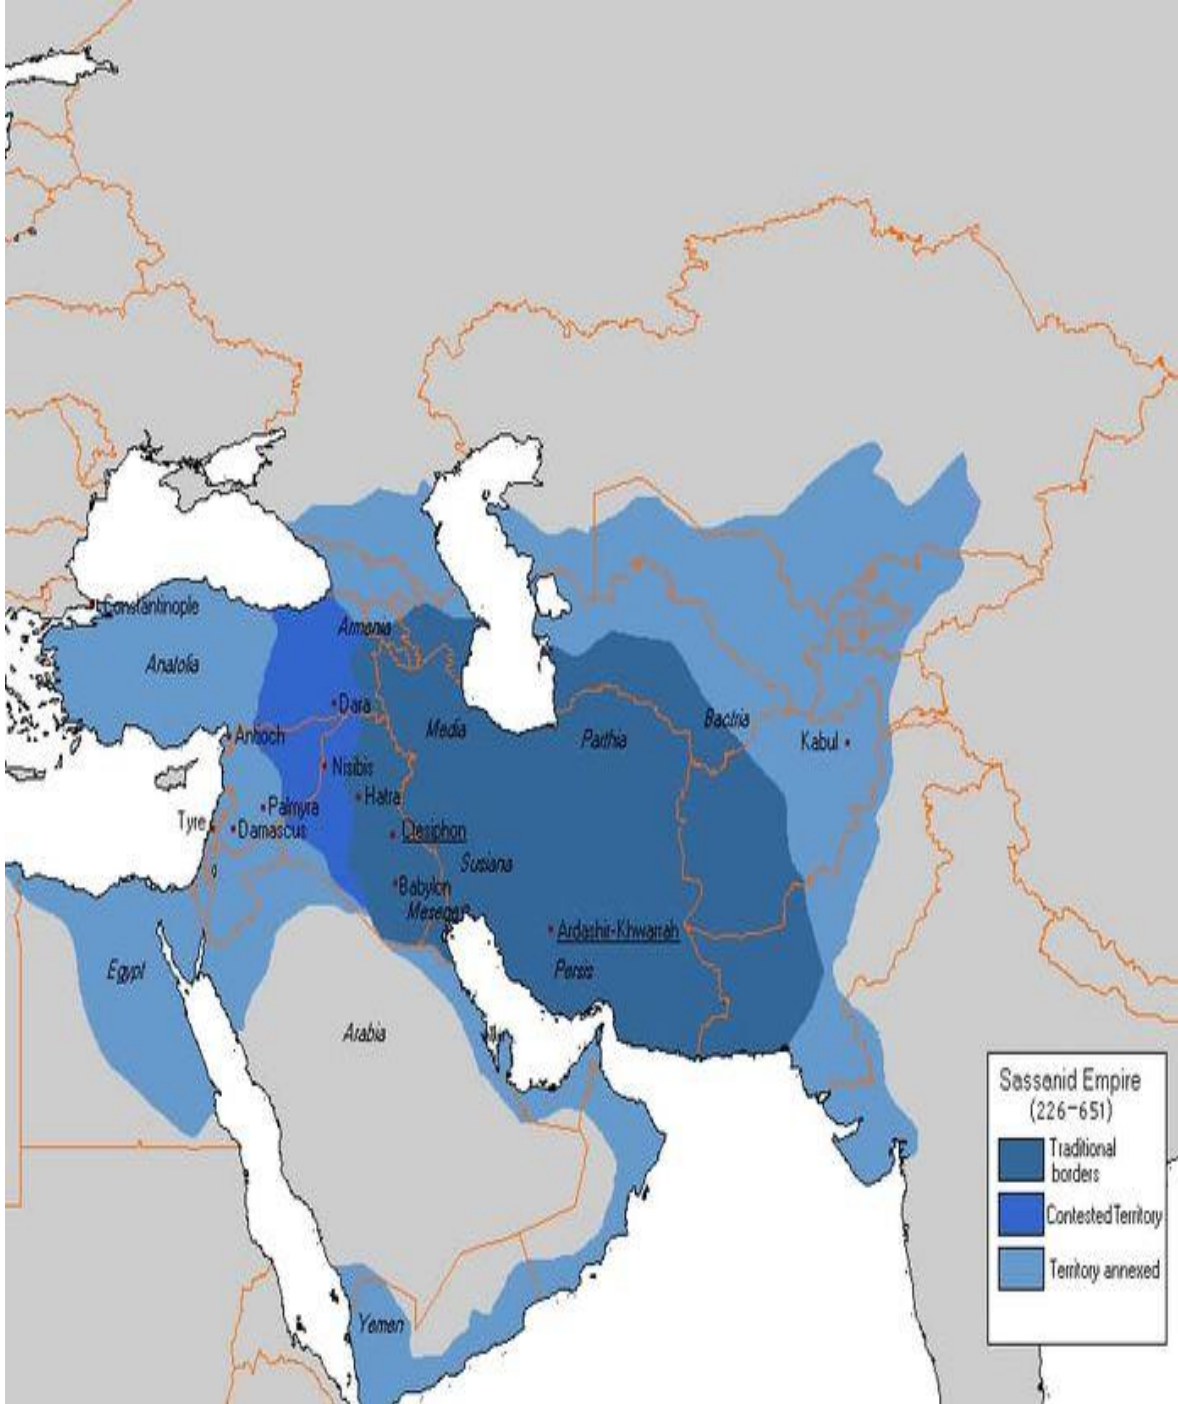 Constantinople
Armenia
Anatolia
Dara
Antioch
Media
Parthia
Bactria
Kabul
Nisibis
Hatra
Palmyra
Tyre
Damascus
Ctesiphon
Susiana
Babylon
Ardashir-Khwarrah
Persis
Egypt
Arabia
Yemen
Sassanid Empire
(226-651)
Traditional
borders
Contested Territory
Territory annexed